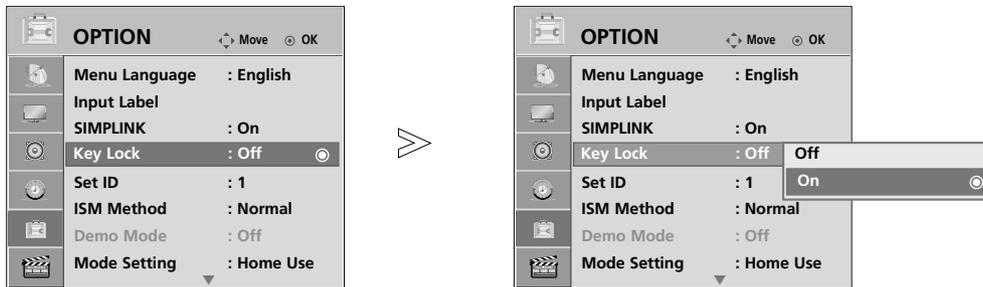 OPTION Move OK
Menu Language : English
Input Label
SIMPLINK : On
Key Lock : Off
Set ID : 1
ISM Method : Normal
Demo Mode : Off
Mode Setting : Home Use
OPTION Move OK
Menu Language : English
Input Label
SIMPLINK : On
Key Lock : Off
Off
On
Set ID : 1
ISM Method : Normal
Demo Mode : Off
Mode Setting : Home Use